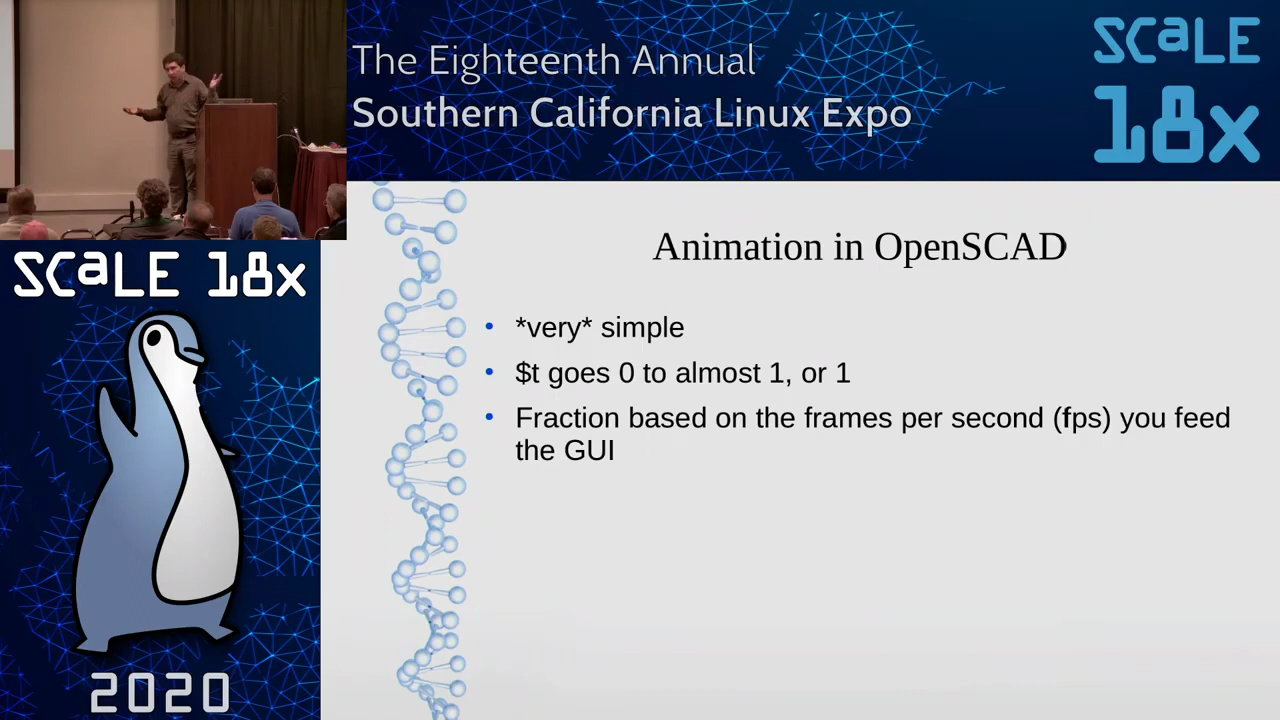 The Eighteenth Annual
Southern California Linux Expo
SCaLE
18x
SCaLE 18x
2020
Animation in OpenSCAD
• *very* simple
• $t goes 0 to almost 1, or 1
• Fraction based on the frames per second (fps) you feed
the GUI